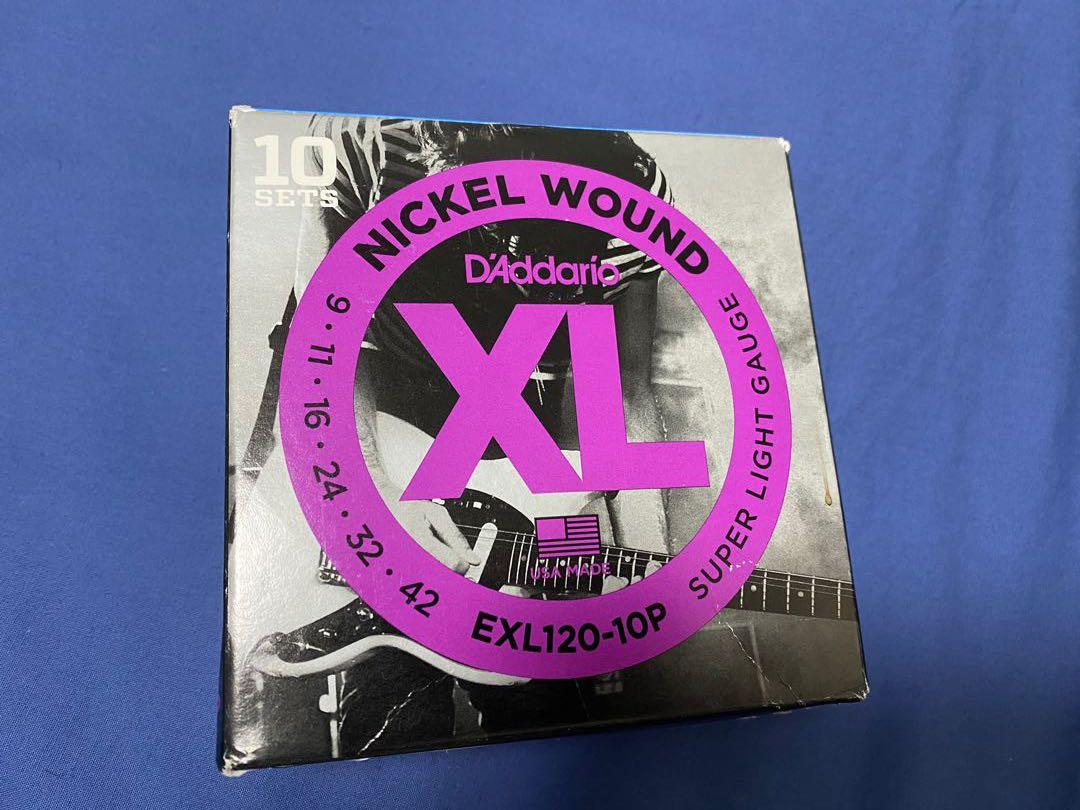 10
SETS
NICKEL WOUND
D'Addario
XL
9 • 11 • 16 • 24 • 32 • 42
SUPER LIGHT GAUGE
USA MADE
EXL120-10P